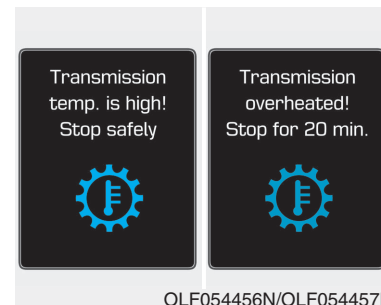 Transmission
temp. is high!
Stop safely
Transmission
overheated!
Stop for 20 min.
OLF054456N/OLF054457